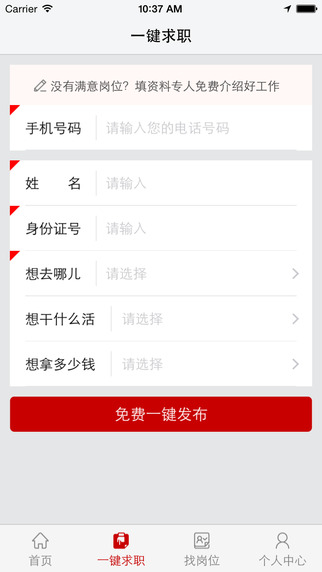 Carrier 10:37 AM
一键求职
没有满意岗位？填资料专人免费介绍好工作
手机号码 请输入您的电话号码
姓 名 请输入
身份证号 请输入
想去哪儿 请选择
想干什么活 请选择
想拿多少钱 请选择
免费一键发布
首页 一键求职 找岗位 个人中心